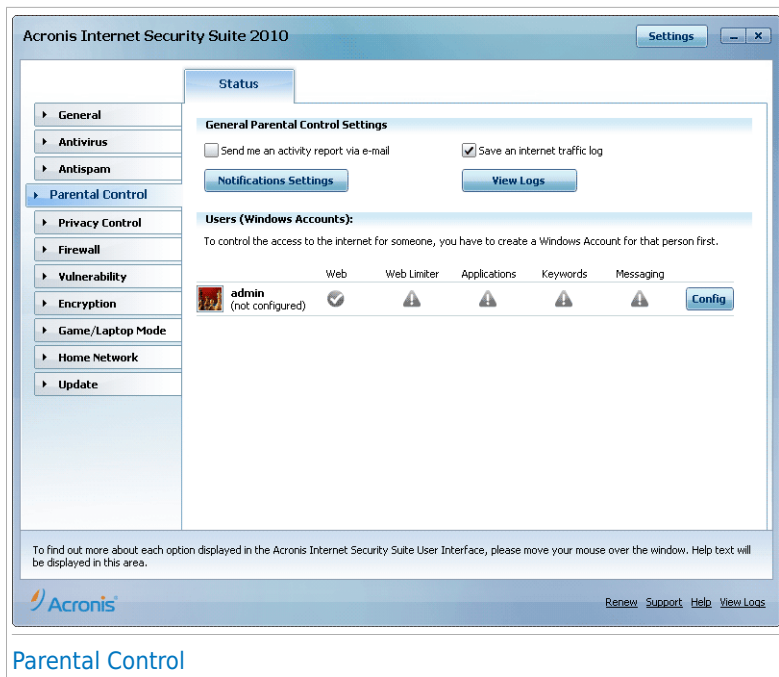 Acronis Internet Security Suite 2010
Settings
Status
General
Antivirus
Antispam
Parental Control
Privacy Control
Firewall
Vulnerability
Encryption
Game/Laptop Mode
Home Network
Update
General Parental Control Settings
Send me an activity report via e-mail
Save an internet traffic log
Notifications Settings
View Logs
Users (Windows Accounts):
To control the access to the internet for someone, you have to create a Windows Account for that person first.
Web Web Limiter Applications Keywords Messaging
admin
(not configured)
Config
To find out more about each option displayed in the Acronis Internet Security Suite User Interface, please move your mouse over the window. Help text will
be displayed in this area.
Acronis
Renew Support Help View Logs
Parental Control